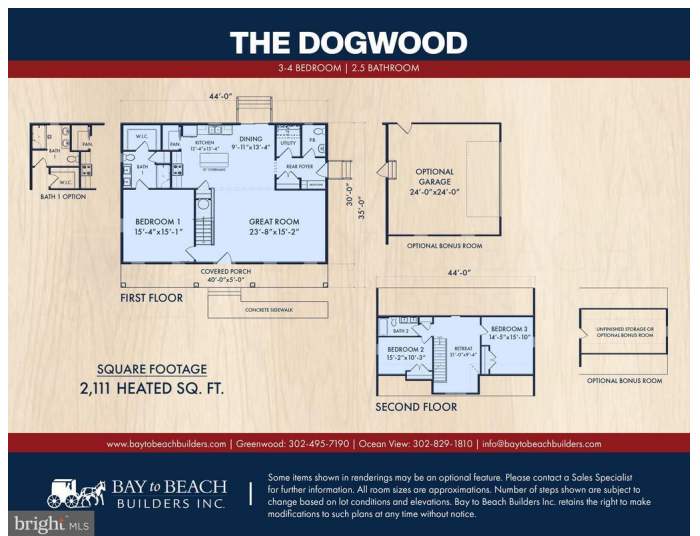 THE DOGWOOD
3-4 BEDROOM | 2.5 BATHROOM
44'-0"
W.I.C.
PAN.
KITCHEN
12'-4"x13'-4"
DINING
9'-11"x13'-4"
UTILITY
P.R.
BATH
1
REAR FOYER
BATH
1
PAN.
W.I.C.
BATH 1 OPTION
BEDROOM 1
15'-4"x15'-1"
GREAT ROOM
23'-8"x15'-2"
30'-0"
35'-0"
COVERED PORCH
40'-0"x5'-0"
FIRST FLOOR
CONCRETE SIDEWALK
OPTIONAL
GARAGE
24'-0"x24'-0"
OPTIONAL BONUS ROOM
44'-0"
BATH 2
BEDROOM 2
15'-2"x10'-3"
RETREAT
21'-0"x9'-4"
BEDROOM 3
14'-5"x15'-10"
SECOND FLOOR
UNFINISHED STORAGE OR
OPTIONAL BONUS ROOM
OPTIONAL BONUS ROOM
SQUARE FOOTAGE
2,111 HEATED SQ. FT.
www.baytobeachbuilders.com | Greenwood: 302-495-7190 | Ocean View: 302-829-1810 | info@baytobeachbuilders.com
BAY to BEACH
BUILDERS INC.
Some items shown in renderings may be an optional feature. Please contact a Sales Specialist
for further information. All room sizes are approximations. Number of steps shown are subject to
change based on lot conditions and elevations. Bay to Beach Builders Inc. retains the right to make
modifications to such plans at any time without notice.
bright MLS